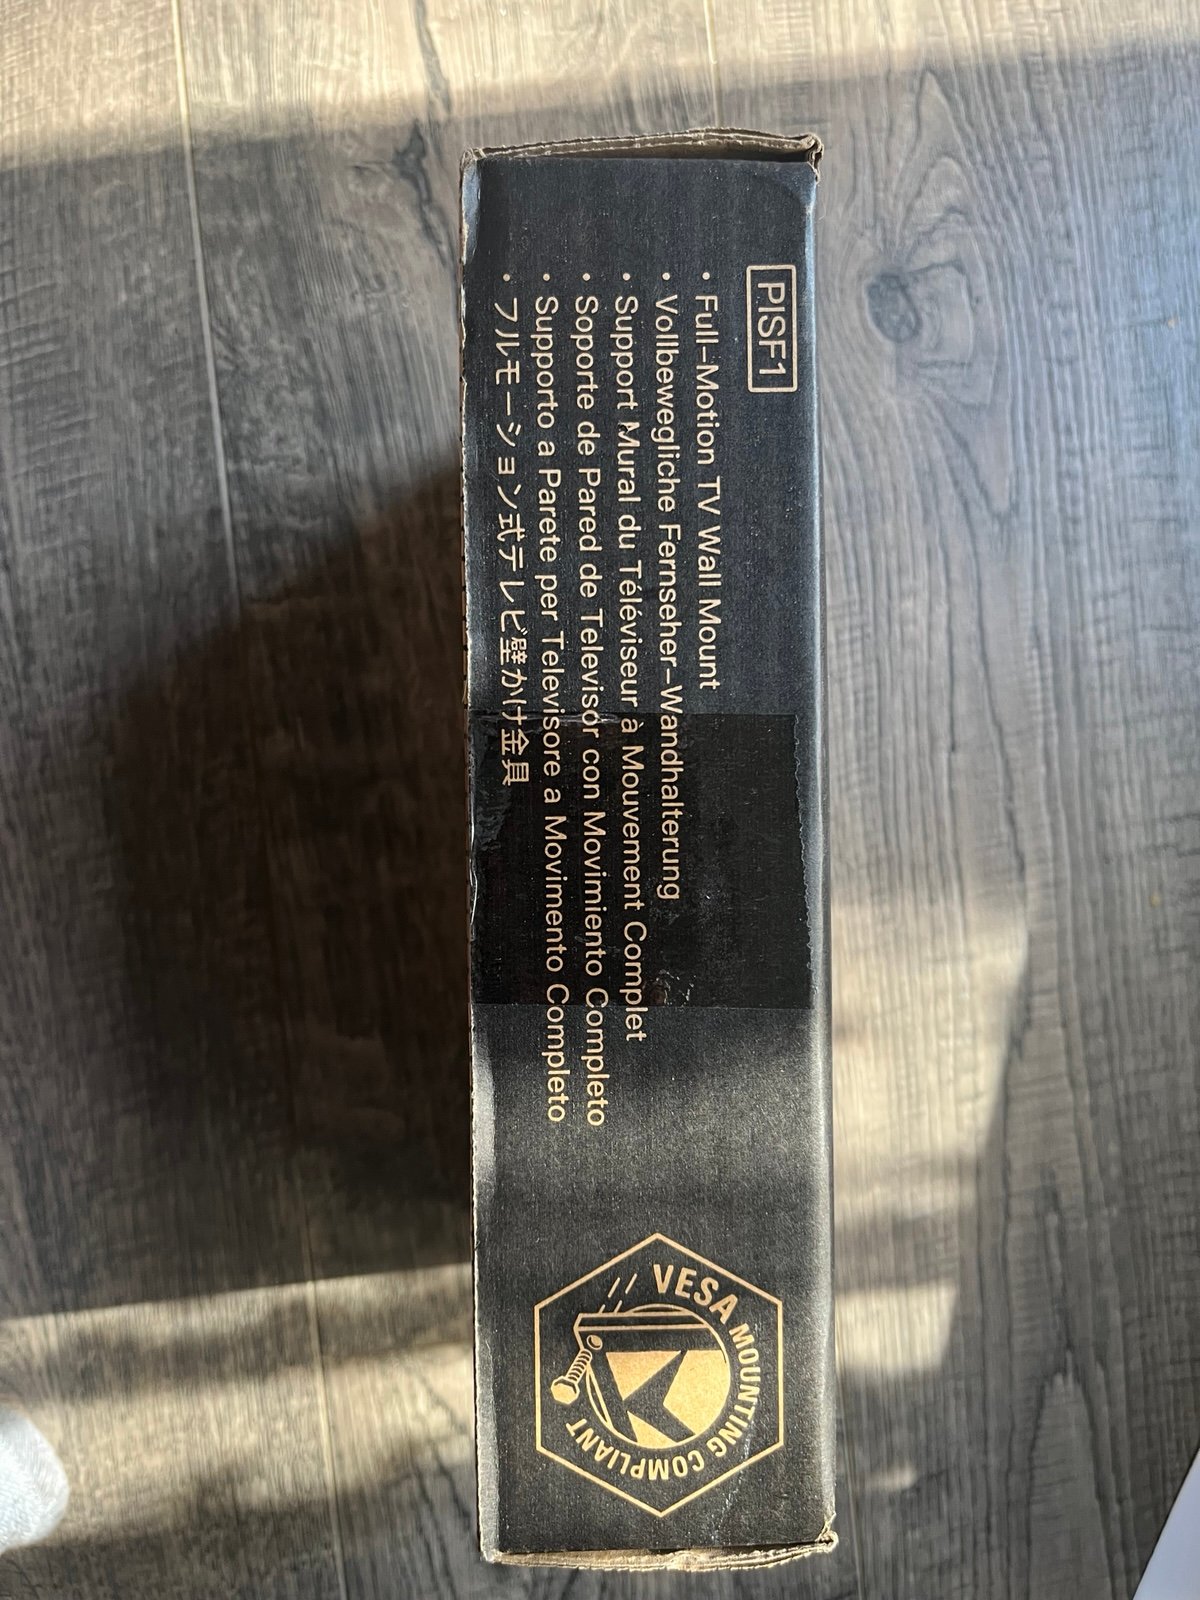 PISF1
• Full-Motion TV Wall Mount
• Vollbewegliche Fernseher-Wandhalterung
• Support Mural du Téléviseur à Mouvement Complet
• Soporte de Pared de Televisór con Movimiento Completo
• Supporto a Parete per Televisore a Movimento Completo
• フルモーション式テレビ壁かけ金具
VESA MOUNTING COMPLIANT